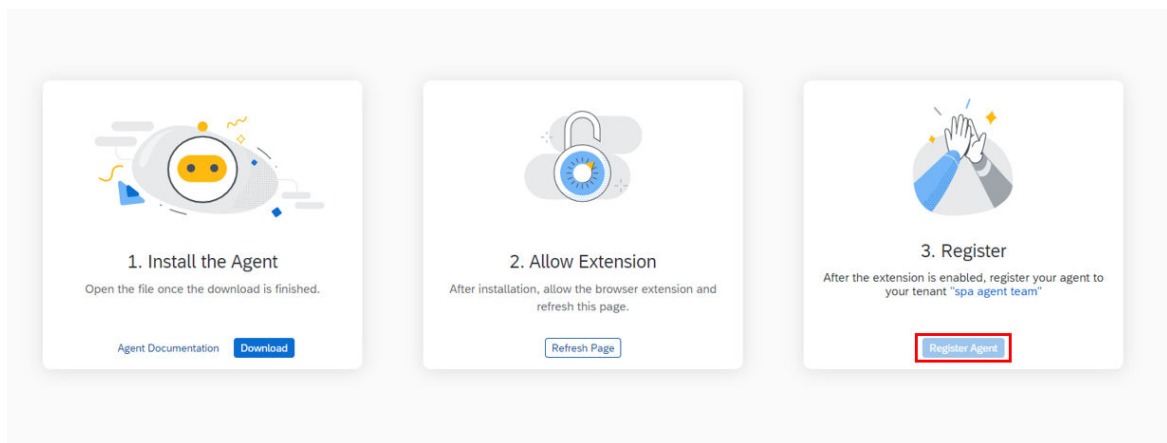 1. Install the Agent
Open the file once the download is finished.
Agent Documentation
Download
2. Allow Extension
After installation, allow the browser extension and
refresh this page.
Refresh Page
3. Register
After the extension is enabled, register your agent to
your tenant "spa agent team"
Register Agent